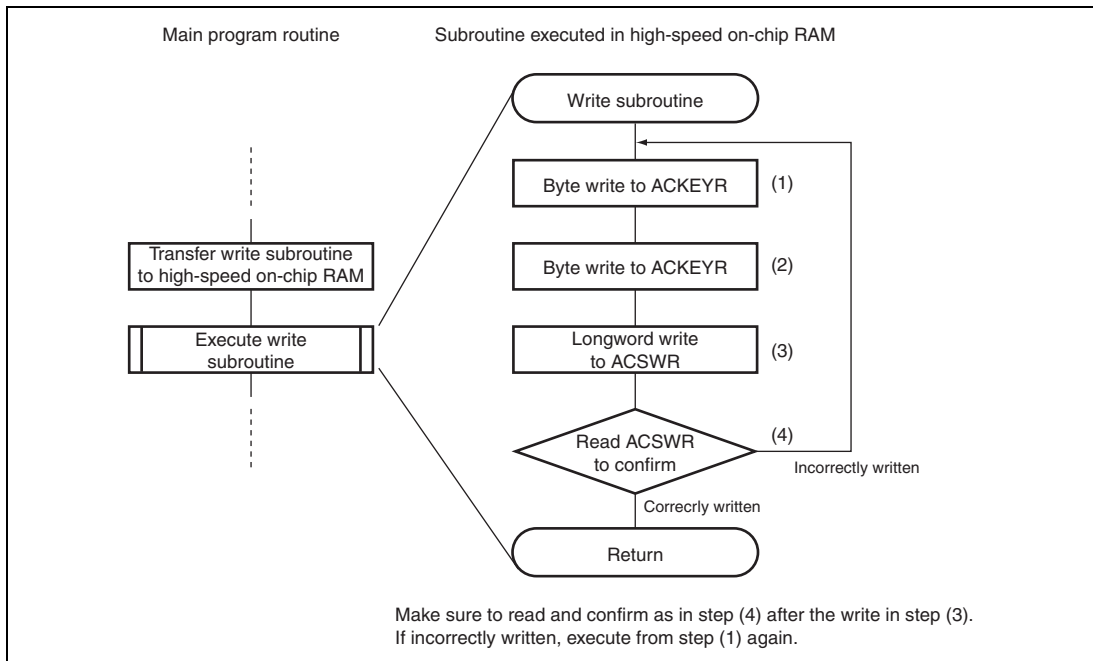 Main program routine
Subroutine executed in high-speed on-chip RAM
Write subroutine
Byte write to ACKEYR
(1)
Transfer write subroutine
to high-speed on-chip RAM
Byte write to ACKEYR
(2)
Execute write
subroutine
Longword write
to ACSWR
(3)
Read ACSWR
to confirm
(4)
Incorrectly written
Correcrly written
Return
Make sure to read and confirm as in step (4) after the write in step (3).
If incorrectly written, execute from step (1) again.